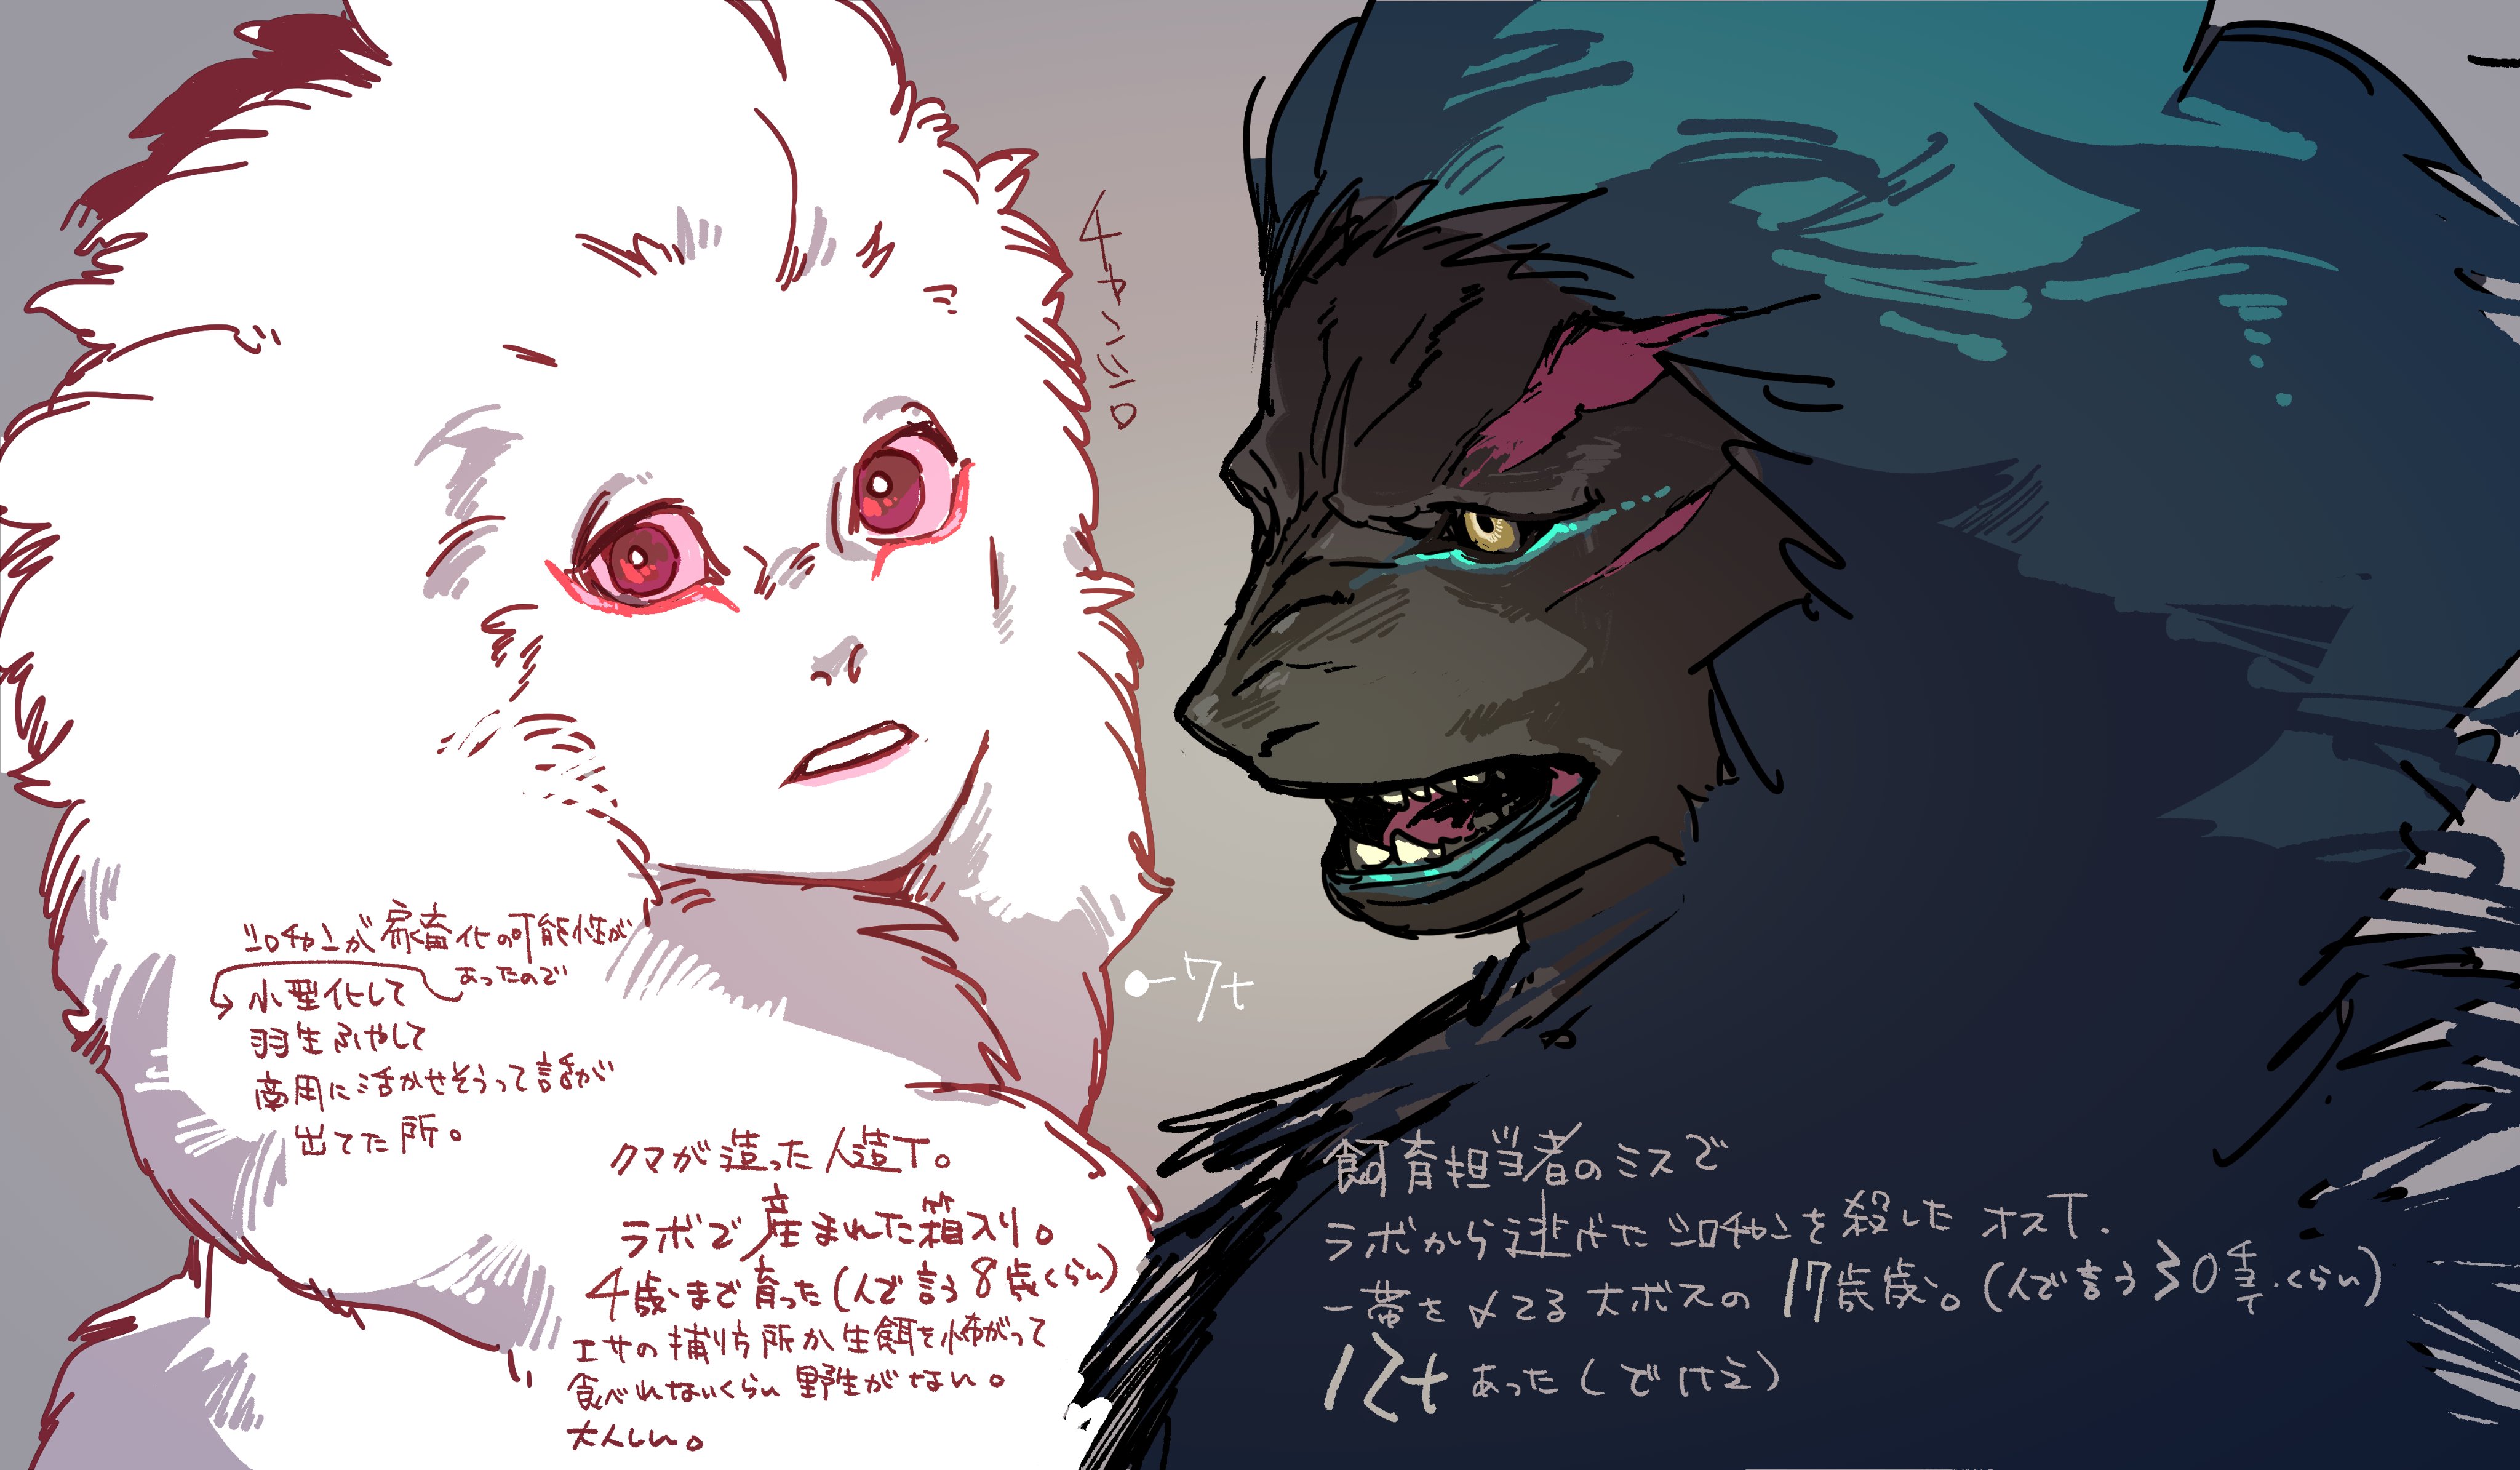 チャンシロ
シロチャンが家畜化の可能性が
あったので
小型化して
羽生ふやして
商用に活かせそうって話が
出てた所。
7t
クマが造った人造T。
ラボで産まれた箱入り。
4歳まで育った(人で言う8歳くらい)
エサの捕り方所か生餌を怖がって
食べれないくらい野生がない。
大人しい。
飼育担当者のミスで
ラボから逃げたシロチャンを殺したオスT.
一帯を〆てる大ボスの17歳歳。(人で言う30手くらい)
12tあった(でけえ)